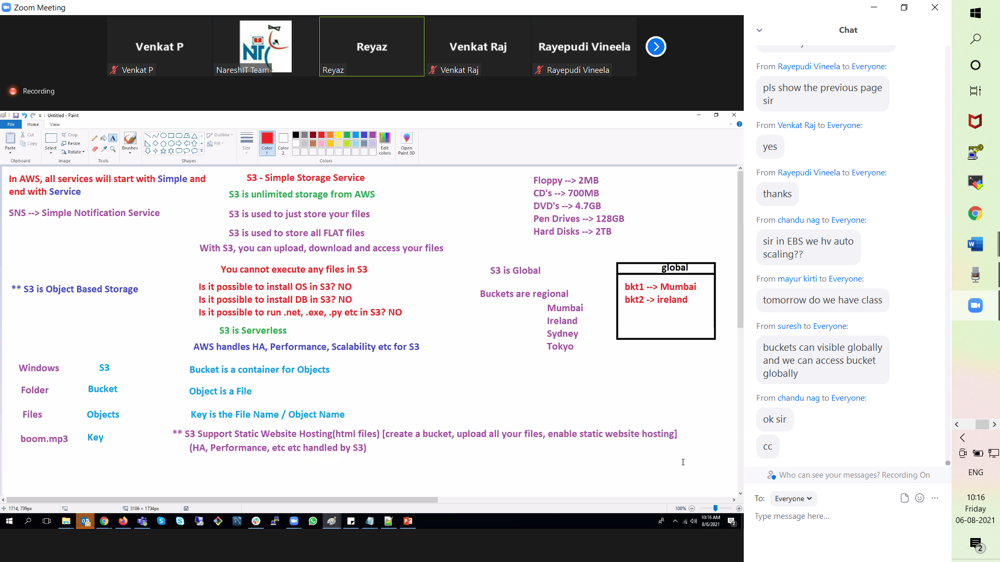 Zoom Meeting
Venkat P
Reyaz
Venkat Raj
Rayepudi Vineela
NTC
Venkat P
NareshIT Team
Reyaz
Venkat Raj
Rayepudi Vineela
Recording
Untitled - Paint
File
Home
View
Paste
Cut
Copy
Clipboard
Select
Crop
Resize
Rotate
Image
A
Tools
Brushes
Outline
Fill
Shapes
Size
Color 1
Color 2
Edit colors
Colors
Open Paint 3D
In AWS, all services will start with Simple and
end with Service
SNS --> Simple Notification Service
S3 - Simple Storage Service
S3 is unlimited storage from AWS
S3 is used to just store your files
S3 is used to store all FLAT files
With S3, you can upload, download and access your files
Floppy --> 2MB
CD's --> 700MB
DVD's --> 4.7GB
Pen Drives --> 128GB
Hard Disks --> 2TB
You cannot execute any files in S3
** S3 is Object Based Storage
Is it possible to install OS in S3? NO
Is it possible to install DB in S3? NO
Is it possible to run .net, .exe, .py etc in S3? NO
S3 is Serverless
AWS handles HA, Performance, Scalability etc for S3
S3 is Global
Buckets are regional
Mumbai
Ireland
Sydney
Tokyo
global
bkt1 --> Mumbai
bkt2 -> ireland
Windows
S3
Bucket is a container for Objects
Folder
Bucket
Object is a File
Files
Objects
Key is the File Name / Object Name
boom.mp3
Key
** S3 Support Static Website Hosting(html files) [create a bucket, upload all your files, enable static website hosting]
(HA, Performance, etc etc handled by S3)
1714, 739px
3186 × 1734px
100%
10:16 AM
8/6/2021
2
Chat
From Rayepudi Vineela to Everyone:
pls show the previous page
sir
From Venkat Raj to Everyone:
yes
From Rayepudi Vineela to Everyone:
thanks
From chandu nag to Everyone:
sir in EBS we hv auto
scaling??
From mayur kirti to Everyone:
tomorrow do we have class
From suresh to Everyone:
buckets can visible globally
and we can access bucket
globally
From chandu nag to Everyone:
ok sir
cc
Who can see your messages? Recording On
To: Everyone
Type message here...
ENG
10:16
Friday
06-08-2021
2